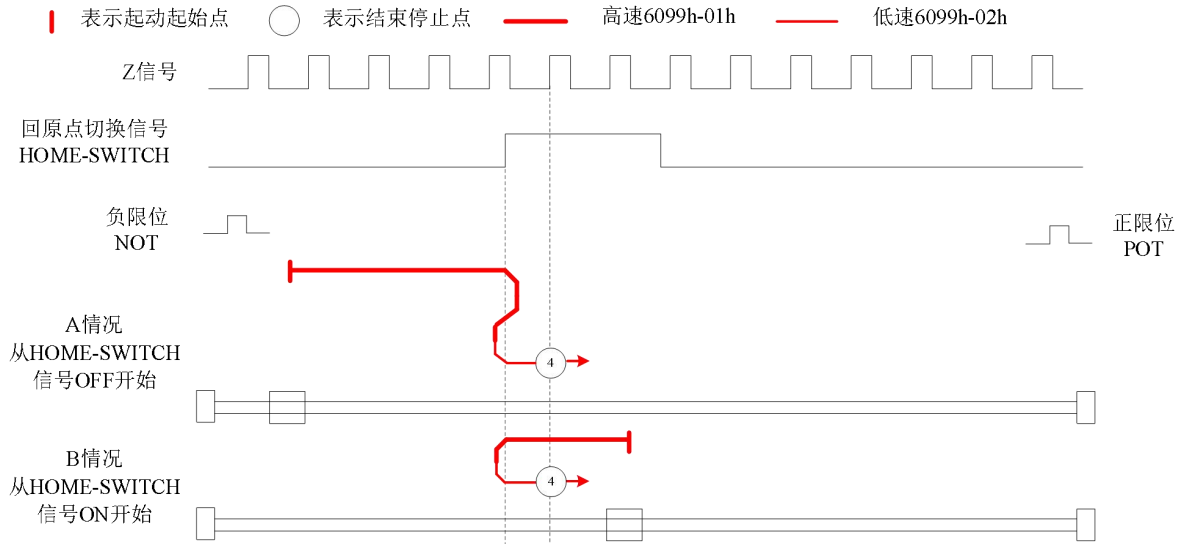 表示起动起始点
表示结束停止点
高速6099h-01h
低速6099h-02h
Z信号
回原点切换信号
HOME-SWITCH
负限位
NOT
正限位
POT
A情况
从HOME-SWITCH
信号OFF开始
4
B情况
从HOME-SWITCH
信号ON开始
4